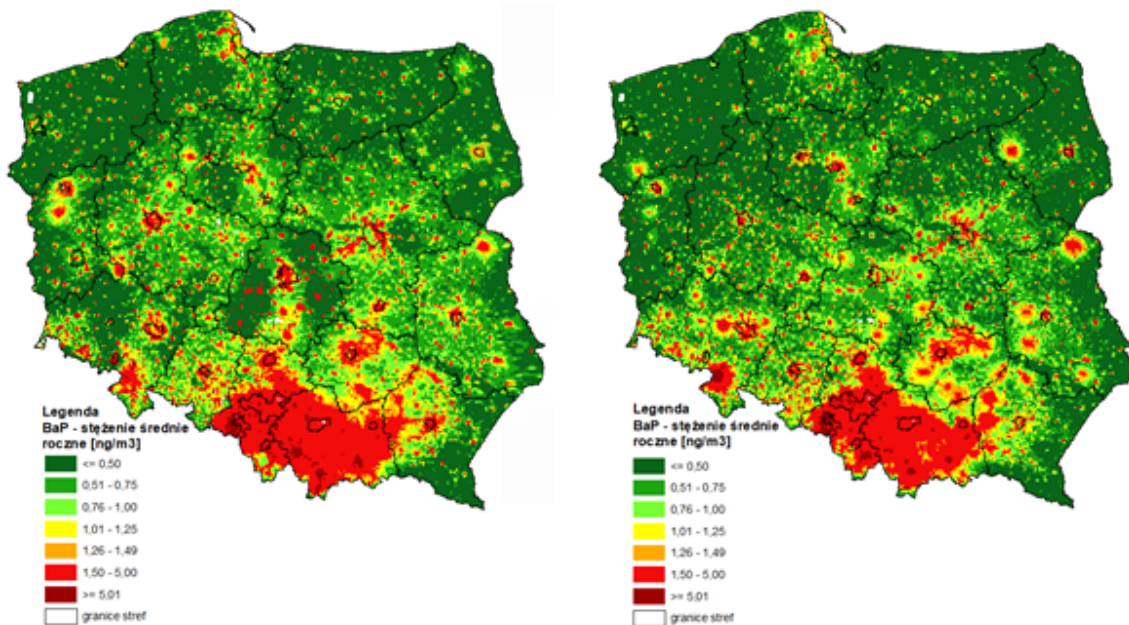 Legenda
BaP - stężenie średnie
roczne [ng/m3]
<= 0,50
0,51 - 0,75
0,76 - 1,00
1,01 - 1,25
1,26 - 1,49
1,50 - 5,00
>= 5,01
granice stref
Legenda
BaP - stężenie średnie
roczne [ng/m3]
<= 0,50
0,51 - 0,75
0,76 - 1,00
1,01 - 1,25
1,26 - 1,49
1,50 - 5,00
>= 5,01
granice stref